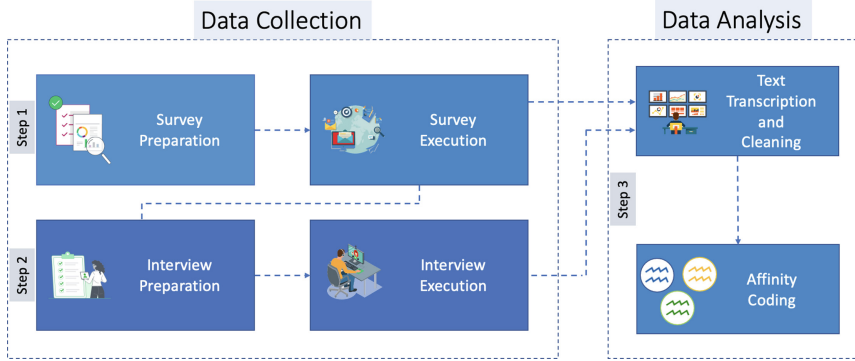 Data Collection
Data Analysis
Step 1
Survey
Preparation
Survey
Execution
Text
Transcription
and
Cleaning
Step 2
Interview
Preparation
Interview
Execution
Step 3
Affinity
Coding